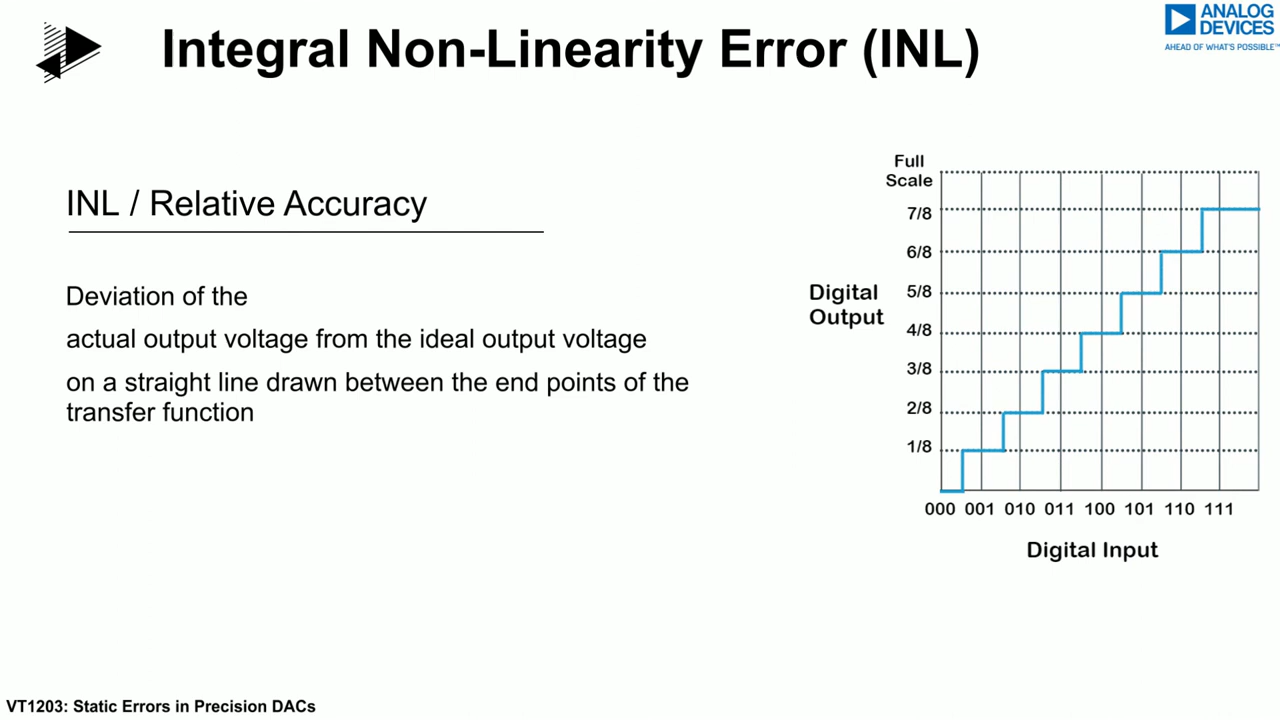 Integral Non-Linearity Error (INL)
ANALOG
DEVICES
AHEAD OF WHAT'S POSSIBLE™
INL / Relative Accuracy
Deviation of the
actual output voltage from the ideal output voltage
on a straight line drawn between the end points of the
transfer function
Full
Scale
7/8
6/8
5/8
4/8
3/8
2/8
1/8
Digital
Output
000 001 010 011 100 101 110 111
Digital Input
VT1203: Static Errors in Precision DACs